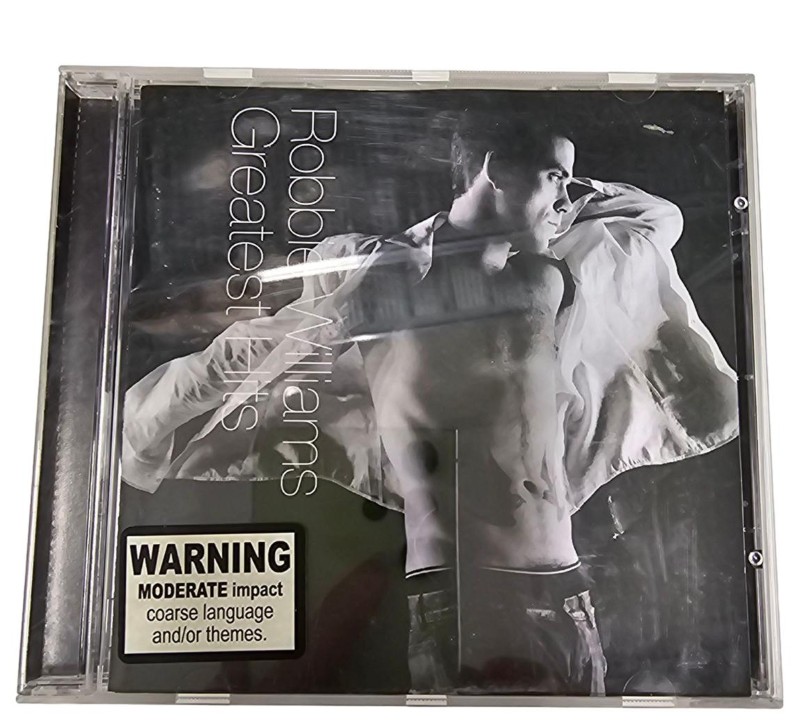 Robbie Williams
Greatest Hits
WARNING
MODERATE impact
coarse language
and/or themes.